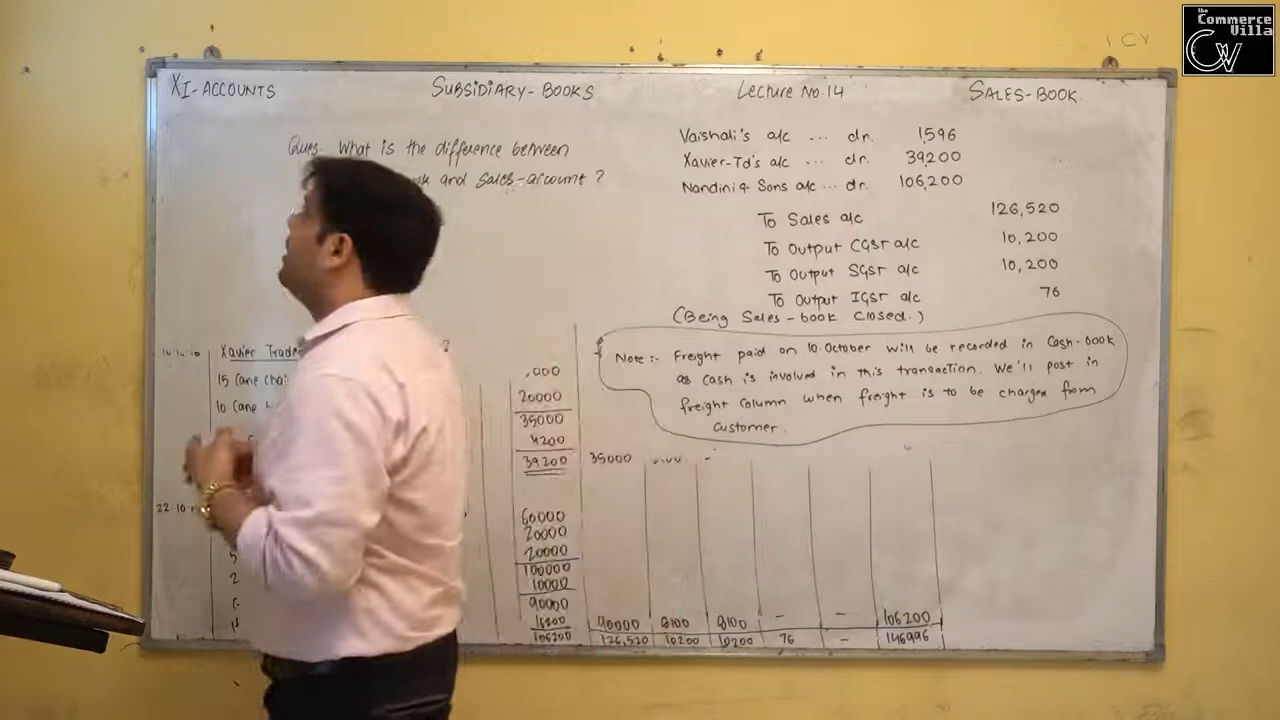 the
Commerce
Villa
CV
XI-ACCOUNTS SUBSIDIARY-BOOKS Lecture No.14 SALES-BOOK
Ques. What is the difference between
and Sales-account ?
Vaishali's a/c ... dr. 1,596
Xavier-Td's a/c ... dr. 39,200
Nandini & Sons a/c ... dr. 106,200
To Sales a/c 126,520
To Output CGST a/c 10,200
To Output SGST a/c 10,200
To Output IGST a/c 76
(Being Sales-book closed.)
Note:- Freight paid on 10 October will be recorded in Cash-book
as cash is involved in this transaction. We'll post in
freight column when freight is to be charged from
customer.
Xavier Trade
15 Cane chai
10 Cane
20000
35000
4200
39200 35000
22.10
60000
20000
20000
100000
10000
90000
106200
90000 8100 8100 - - 106200
126,520 10200 10200 76 - 146996